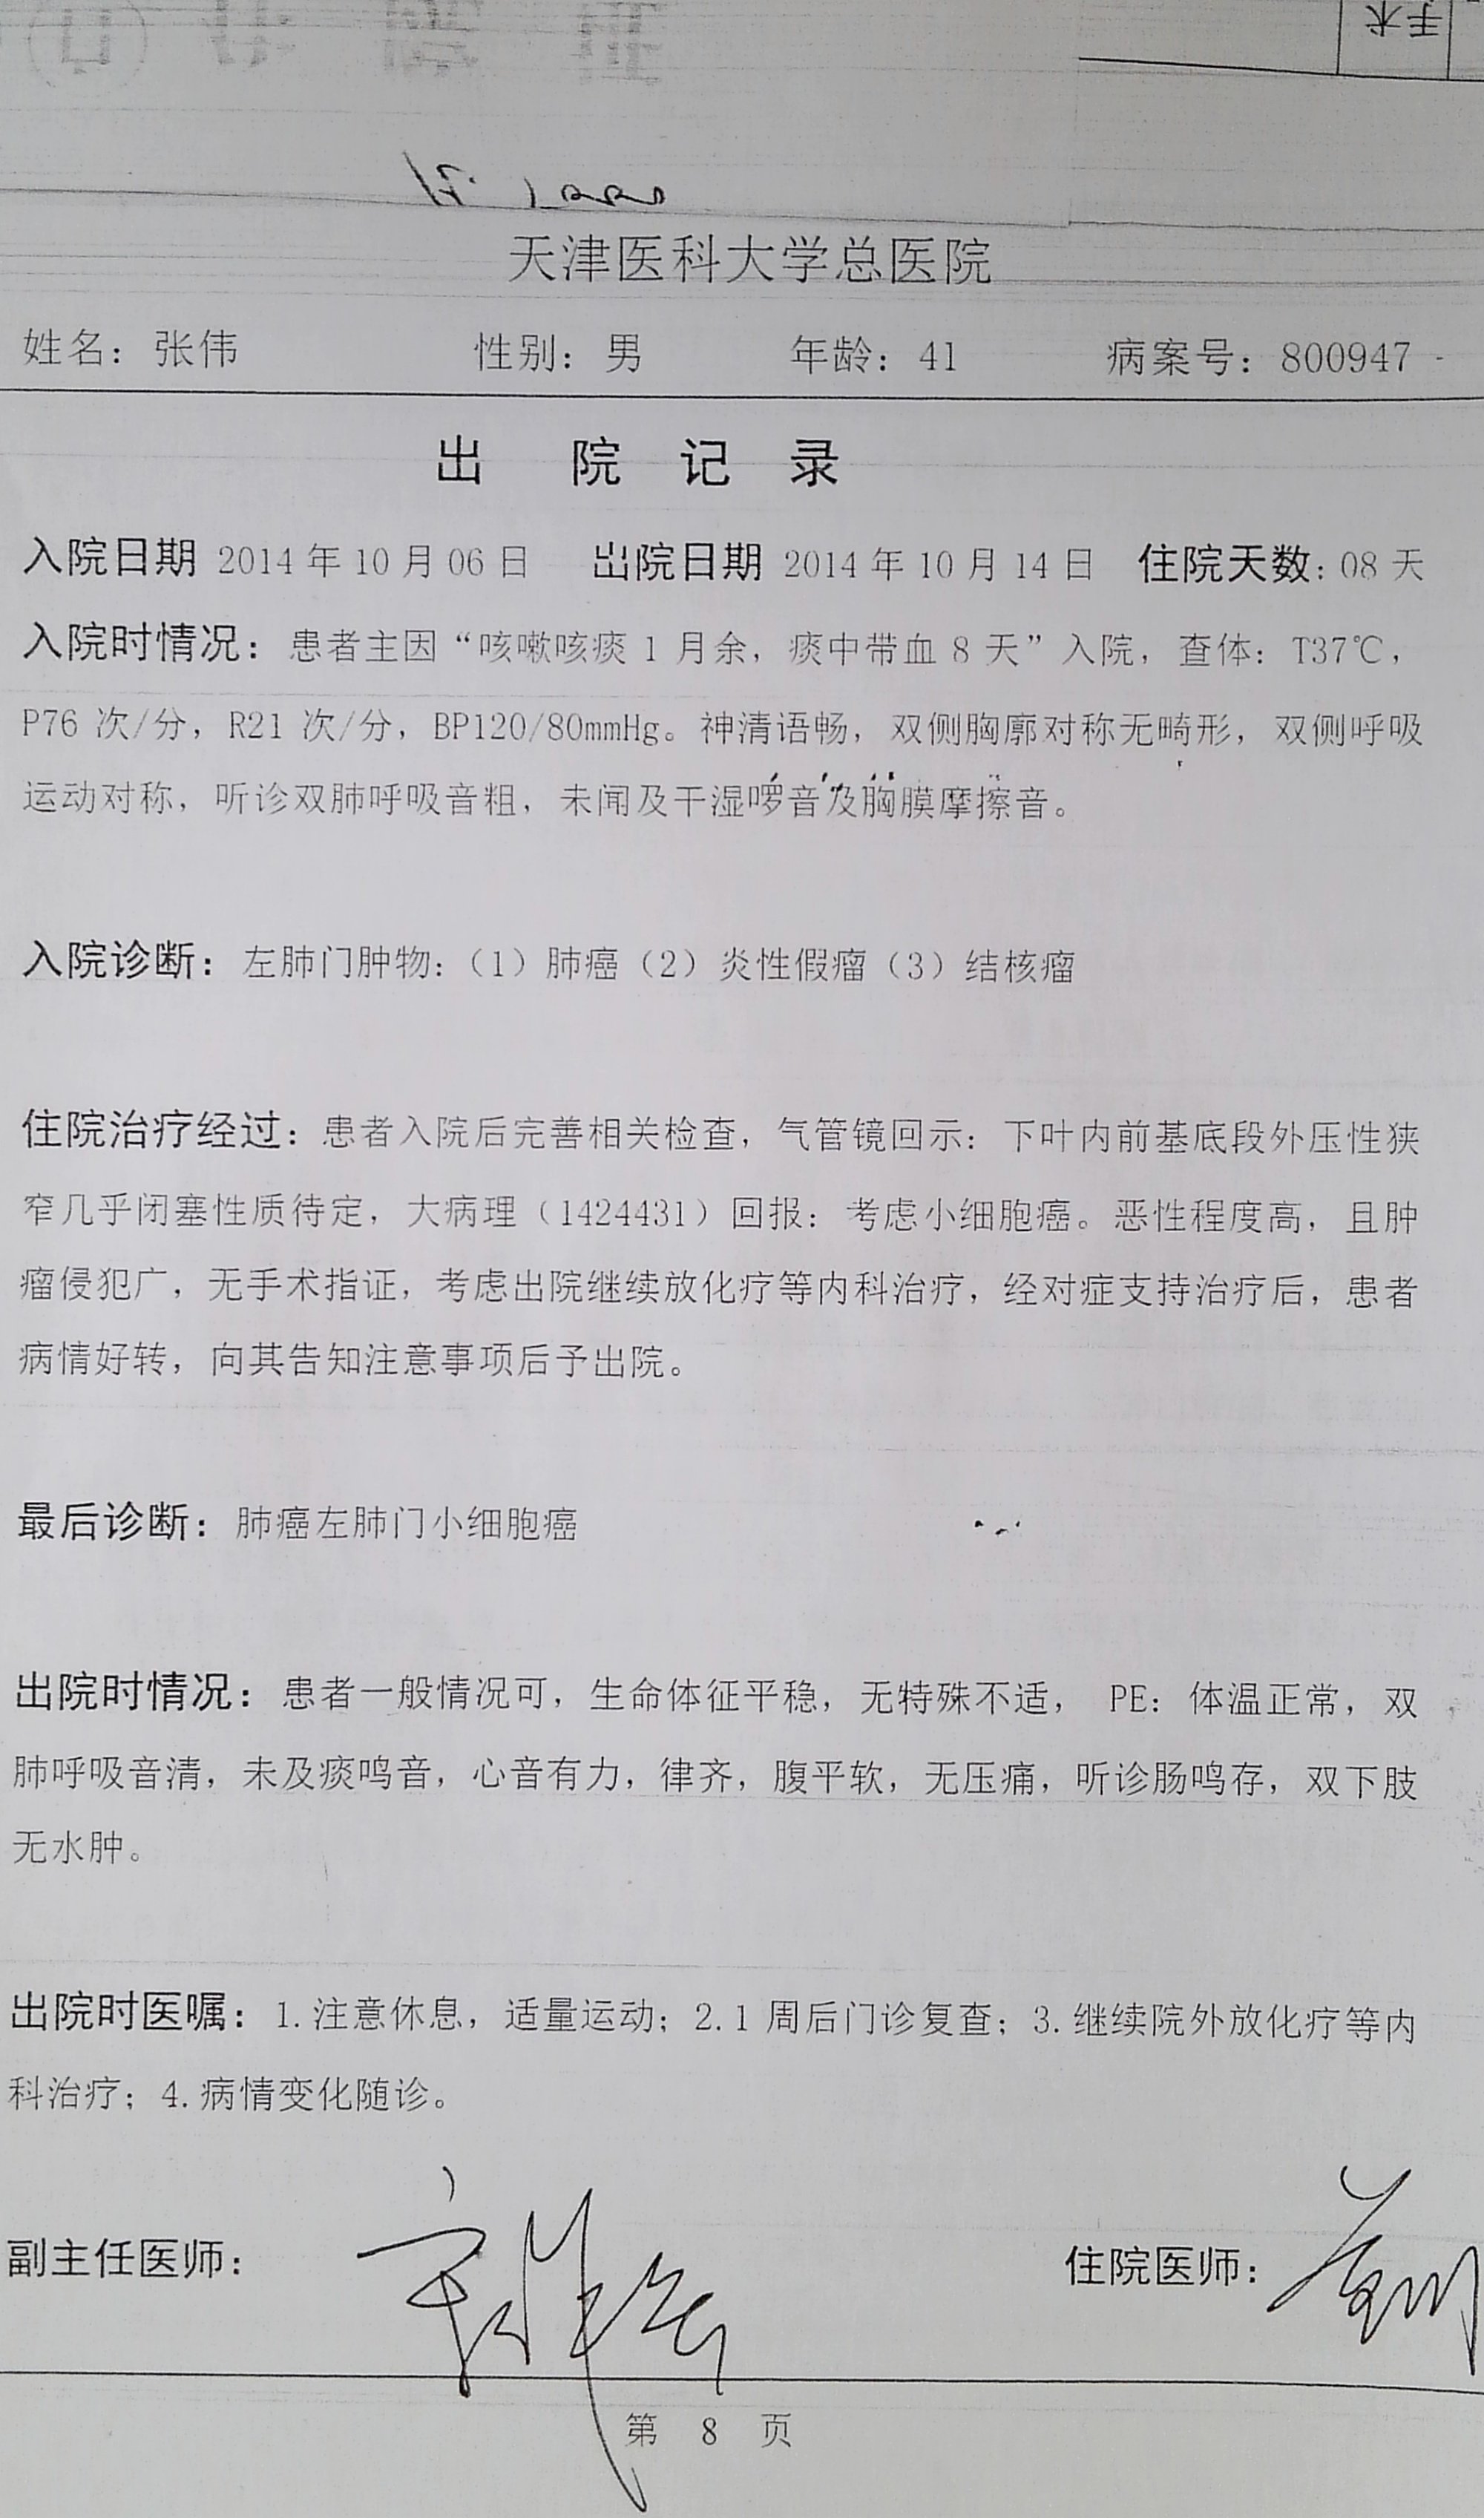 手术
天津医科大学总医院
姓名：张伟 性别：男 年龄：41 病案号：800947
出 院 记 录
入院日期 2014 年 10 月 06 日 出院日期 2014 年 10 月 14 日 住院天数：08 天
入院时情况：患者主因“咳嗽咳痰 1 月余，痰中带血 8 天”入院，查体：T37℃，
P76 次/分，R21 次/分，BP120/80mmHg。神清语畅，双侧胸廓对称无畸形，双侧呼吸
运动对称，听诊双肺呼吸音粗，未闻及干湿啰音及胸膜摩擦音。
入院诊断：左肺门肿物：（1）肺癌（2）炎性假瘤（3）结核瘤
住院治疗经过：患者入院后完善相关检查，气管镜回示：下叶内前基底段外压性狭
窄几乎闭塞性质待定，大病理（1424431）回报：考虑小细胞癌。恶性程度高，且肿
瘤侵犯广，无手术指证，考虑出院继续放化疗等内科治疗，经对症支持治疗后，患者
病情好转，向其告知注意事项后予出院。
最后诊断：肺癌左肺门小细胞癌
出院时情况：患者一般情况可，生命体征平稳，无特殊不适， PE：体温正常，双
肺呼吸音清，未及痰鸣音，心音有力，律齐，腹平软，无压痛，听诊肠鸣存，双下肢
无水肿。
出院时医嘱：1.注意休息，适量运动；2.1 周后门诊复查；3.继续院外放化疗等内
科治疗；4.病情变化随诊。
副主任医师： 住院医师：
第 8 页